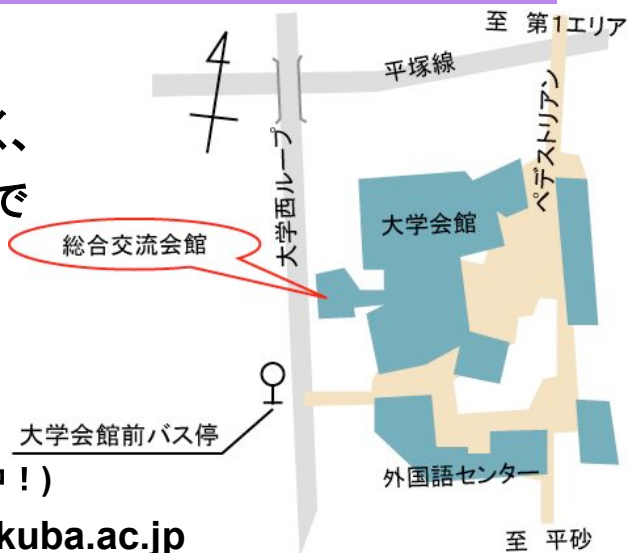 至 第1エリア
平塚線
ペデストリアン
く、
で
大学西ループ
大学会館
総合交流会館
大学会館前バス停
外国語センター
!)
kuba.ac.jp
至 平砂